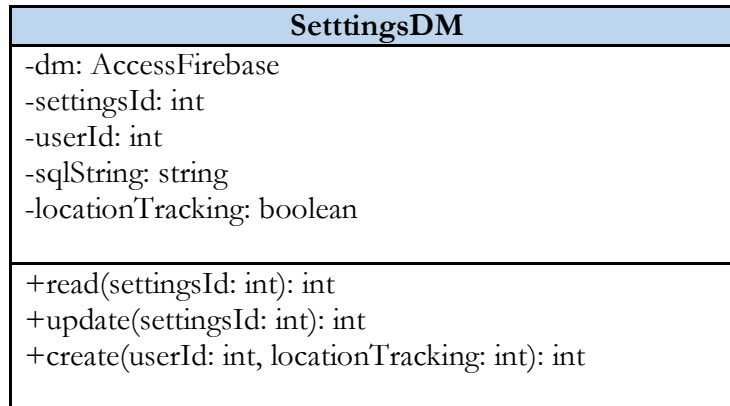 SetttingsDM
-dm: AccessFirebase
-settingsId: int
-userId: int
-sqlString: string
-locationTracking: boolean
+read(settingsId: int): int
+update(settingsId: int): int
+create(userId: int, locationTracking: int): int